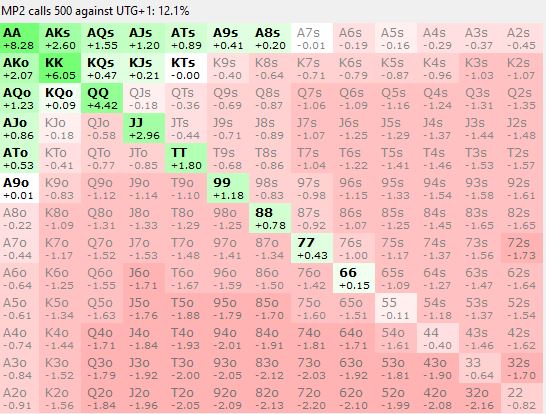 MP2 calls 500 against UTG+1: 12.1%
AA AKs AQs AJs ATs A9s A8s A7s A6s A5s A4s A3s A2s
+8.28 +2.60 +1.55 +1.20 +0.89 +0.41 +0.20 -0.01 -0.19 -0.16 -0.29 -0.37 -0.45
AKo KK KQs KJs KTs K9s K8s K7s K6s K5s K4s K3s K2s
+2.07 +6.05 +0.47 +0.21 -0.00 -0.40 -0.64 -0.71 -0.79 -0.87 -0.96 -1.03 -1.07
AQo KQo QQ QJs QTs Q9s Q8s Q7s Q6s Q5s Q4s Q3s Q2s
+1.23 +0.09 +4.42 -0.18 -0.36 -0.69 -0.87 -1.06 -1.09 -1.16 -1.24 -1.31 -1.35
AJo KJo QJo JJ JTs J9s J8s J7s J6s J5s J4s J3s J2s
+0.86 -0.18 -0.58 +2.96 -0.44 -0.71 -0.89 -1.07 -1.25 -1.28 -1.35 -1.44 -1.48
ATo KTo QTo JTo TT T9s T8s T7s T6s T5s T4s T3s T2s
+0.53 -0.41 -0.77 -0.85 +1.80 -0.68 -0.86 -1.04 -1.22 -1.41 -1.46 -1.53 -1.57
A9o K9o Q9o J9o T9o 99 98s 97s 96s 95s 94s 93s 92s
+0.01 -0.83 -1.12 -1.14 -1.10 +1.18 -0.83 -0.98 -1.15 -1.33 -1.54 -1.58 -1.61
A8o K8o Q8o J8o T8o 98o 88 87s 86s 85s 84s 83s 82s
-0.22 -1.09 -1.31 -1.33 -1.29 -1.25 +0.78 -0.92 -1.07 -1.25 -1.45 -1.65 -1.65
A7o K7o Q7o J7o T7o 97o 87o 77 76s 75s 74s 73s 72s
-0.44 -1.17 -1.52 -1.53 -1.48 -1.41 -1.34 +0.43 -1.00 -1.17 -1.37 -1.56 -1.73
A6o K6o Q6o J6o T6o 96o 86o 76o 66 65s 64s 63s 62s
-0.60 -1.25 -1.55 -1.71 -1.67 -1.59 -1.50 -1.42 +0.15 -1.09 -1.27 -1.47 -1.64
A5o K5o Q5o J5o T5o 95o 85o 75o 65o 55 54s 53s 52s
-0.61 -1.34 -1.63 -1.76 -1.88 -1.79 -1.70 -1.60 -1.51 -0.11 -1.18 -1.37 -1.54
A4o K4o Q4o J4o T4o 94o 84o 74o 64o 54o 44 43s 42s
-0.74 -1.44 -1.71 -1.84 -1.93 -2.01 -1.91 -1.81 -1.71 -1.61 -0.40 -1.46 -1.62
A3o K3o Q3o J3o T3o 93o 83o 73o 63o 53o 43o 33 32s
-0.84 -1.52 -1.79 -1.92 -2.00 -2.05 -2.12 -2.02 -1.92 -1.81 -1.90 -0.64 -1.70
A2o K2o Q2o J2o T2o 92o 82o 72o 62o 52o 42o 32o 22
-0.91 -1.56 -1.84 -1.96 -2.05 -2.08 -2.13 -2.20 -2.10 -1.99 -2.08 -2.16 -0.82